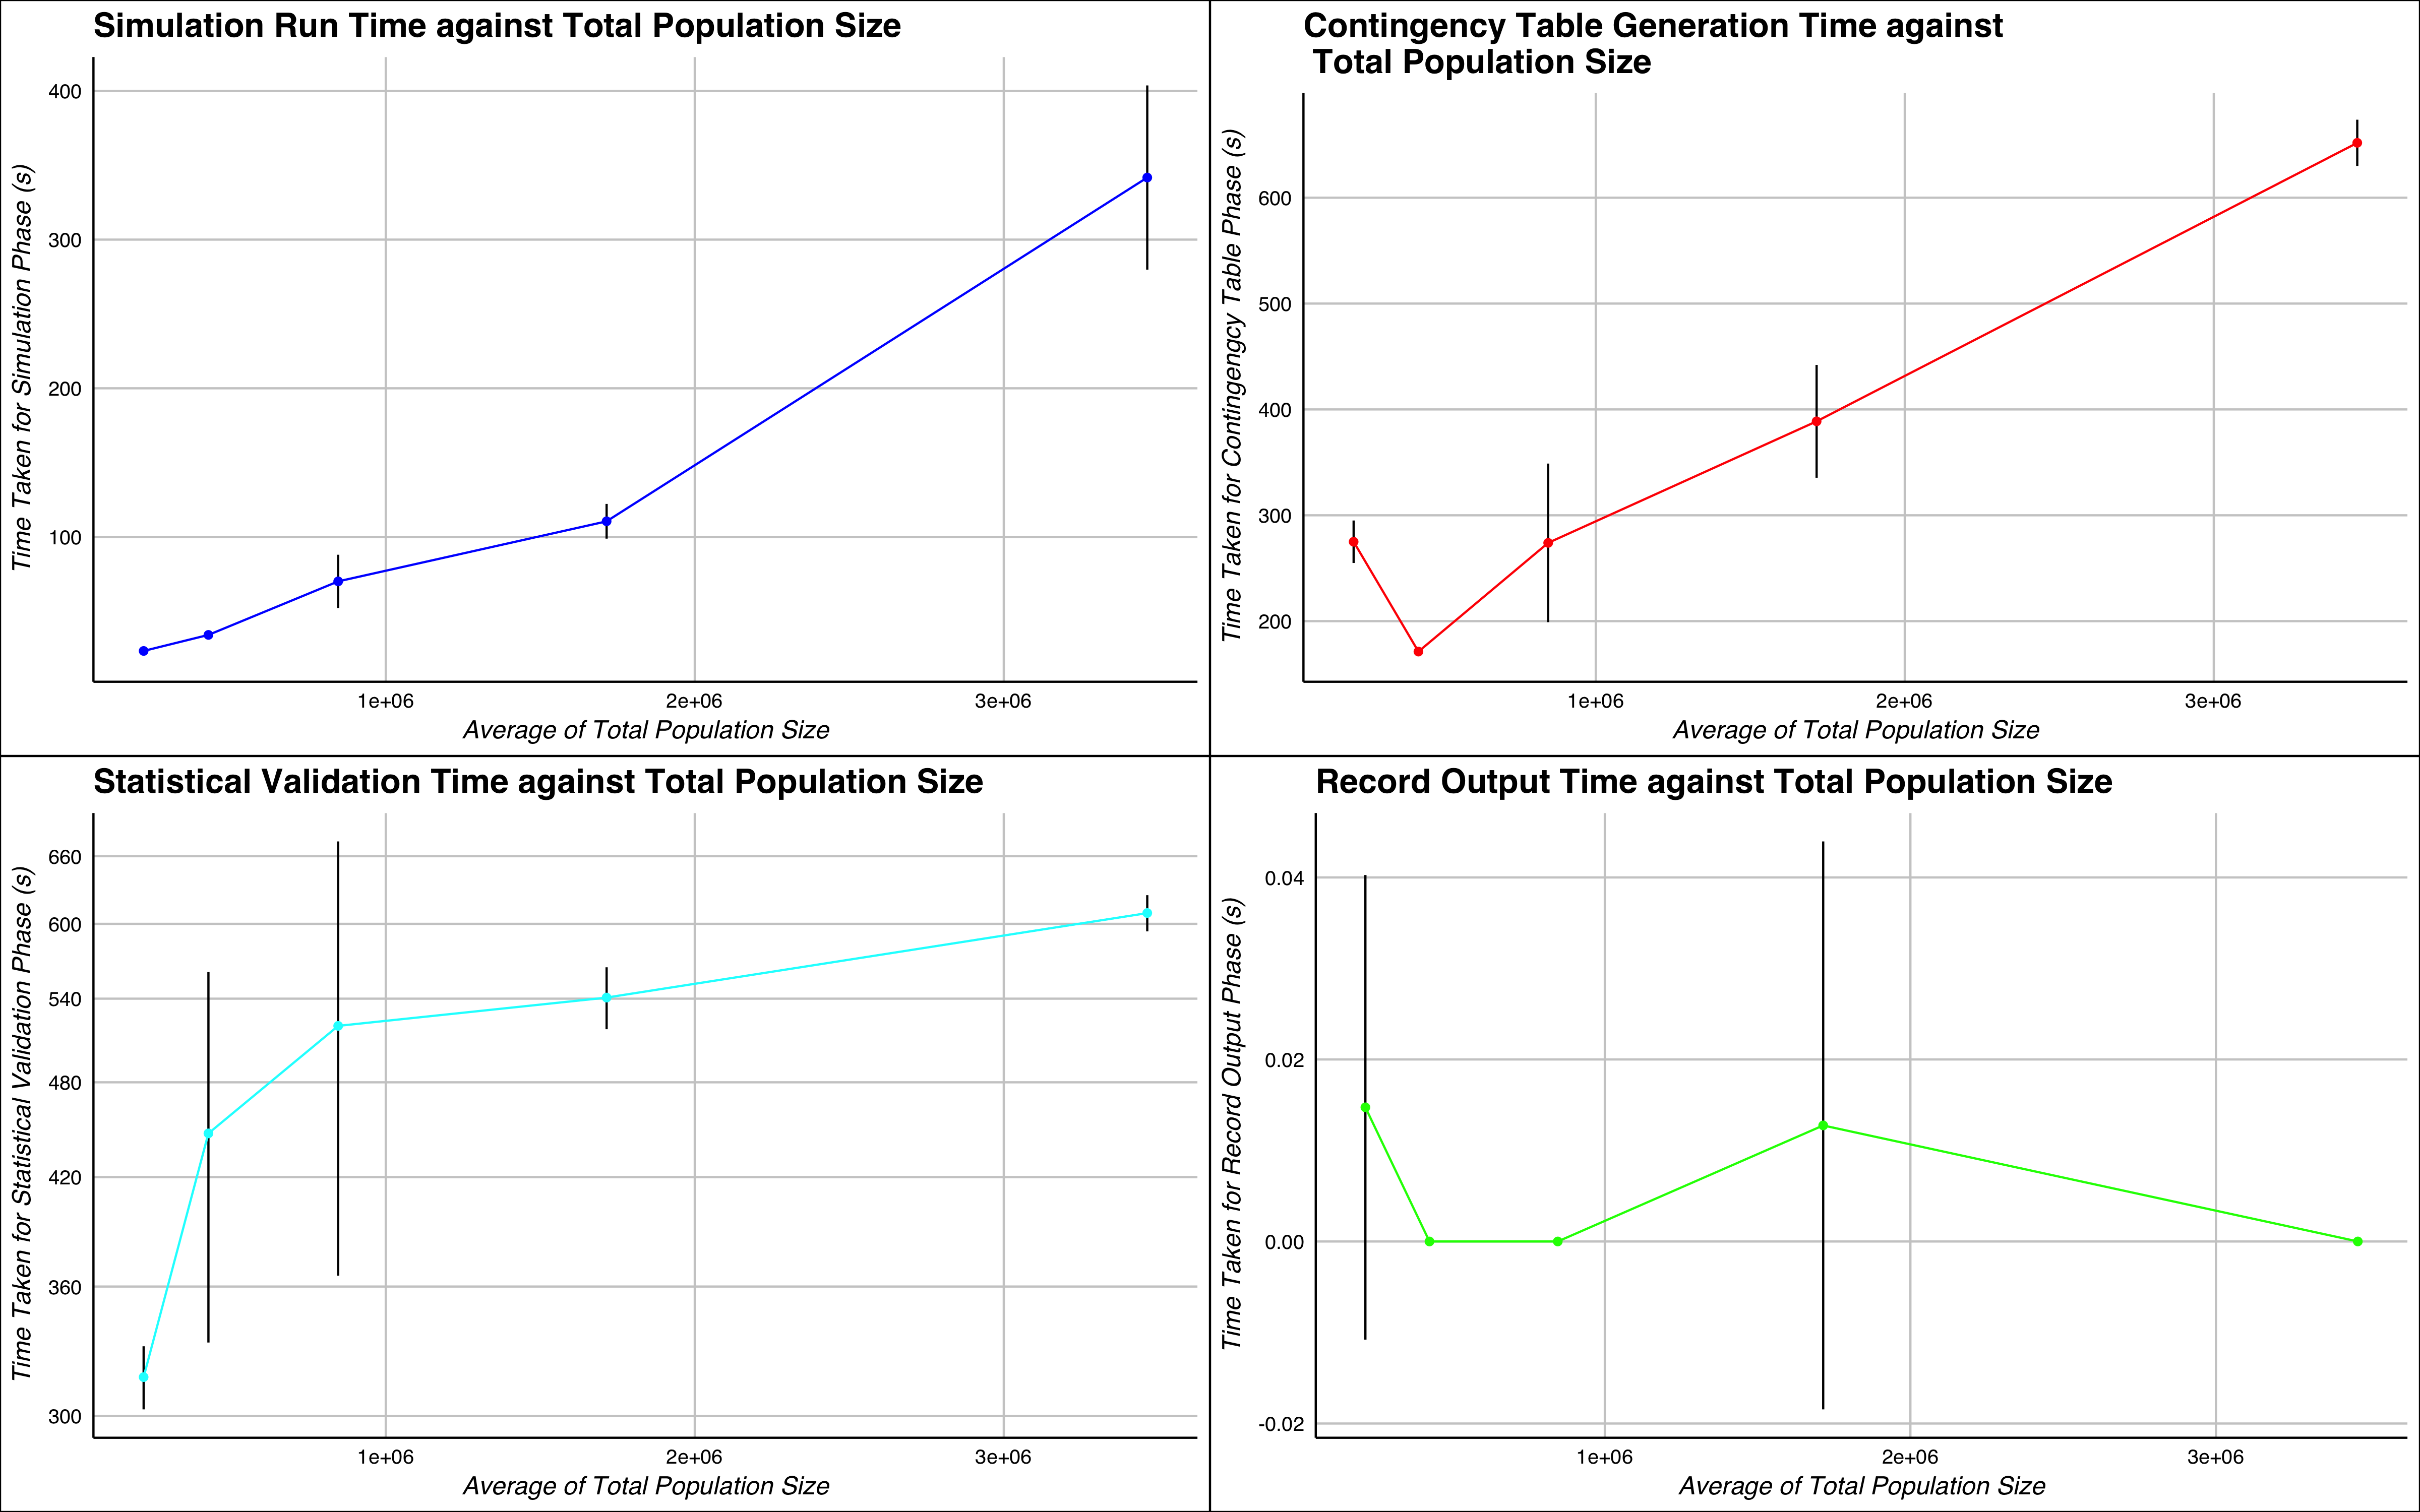 Simulation Run Time against Total Population Size
Time Taken for Simulation Phase (s)
400
300
200
100
1e+06 2e+06 3e+06
Average of Total Population Size
Contingency Table Generation Time against
Total Population Size
Time Taken for Contingengcy Table Phase (s)
600
500
400
300
200
1e+06 2e+06 3e+06
Average of Total Population Size
Statistical Validation Time against Total Population Size
Time Taken for Statistical Validation Phase (s)
660
600
540
480
420
360
300
1e+06 2e+06 3e+06
Average of Total Population Size
Record Output Time against Total Population Size
Time Taken for Record Output Phase (s)
0.04
0.02
0.00
-0.02
1e+06 2e+06 3e+06
Average of Total Population Size